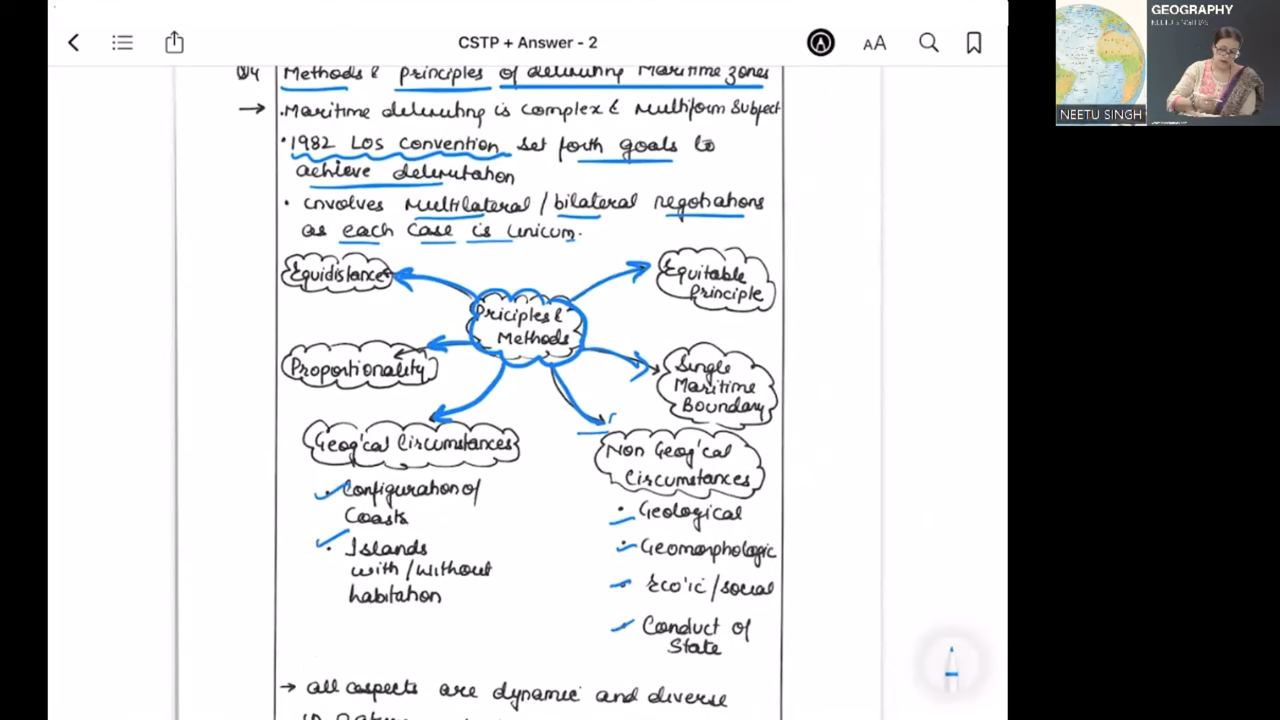 CSTP + Answer - 2
AA
GEOGRAPHY
NEETU SINGH
Q4 Methods & principles of delimiting Maritime zones
→ • Maritime delimiting is complex & Multiform subject
• 1982 LOS convention set forth goals to
achieve delimitation
• involves Multilateral / bilateral negotiations
as each case is unicum.
Equidistance
Equitable
Principle
Priciples &
Methods
Proportionality
Single
Maritime
Boundary
Geog'cal Circumstances
• Configuration of
Coasts
• Islands
with/without
habitation
Non Geog'cal
Circumstances
• Geological
• Geomorphologic
• Eco'ic/social
• Conduct of
State
→ all aspects are dynamic and diverse